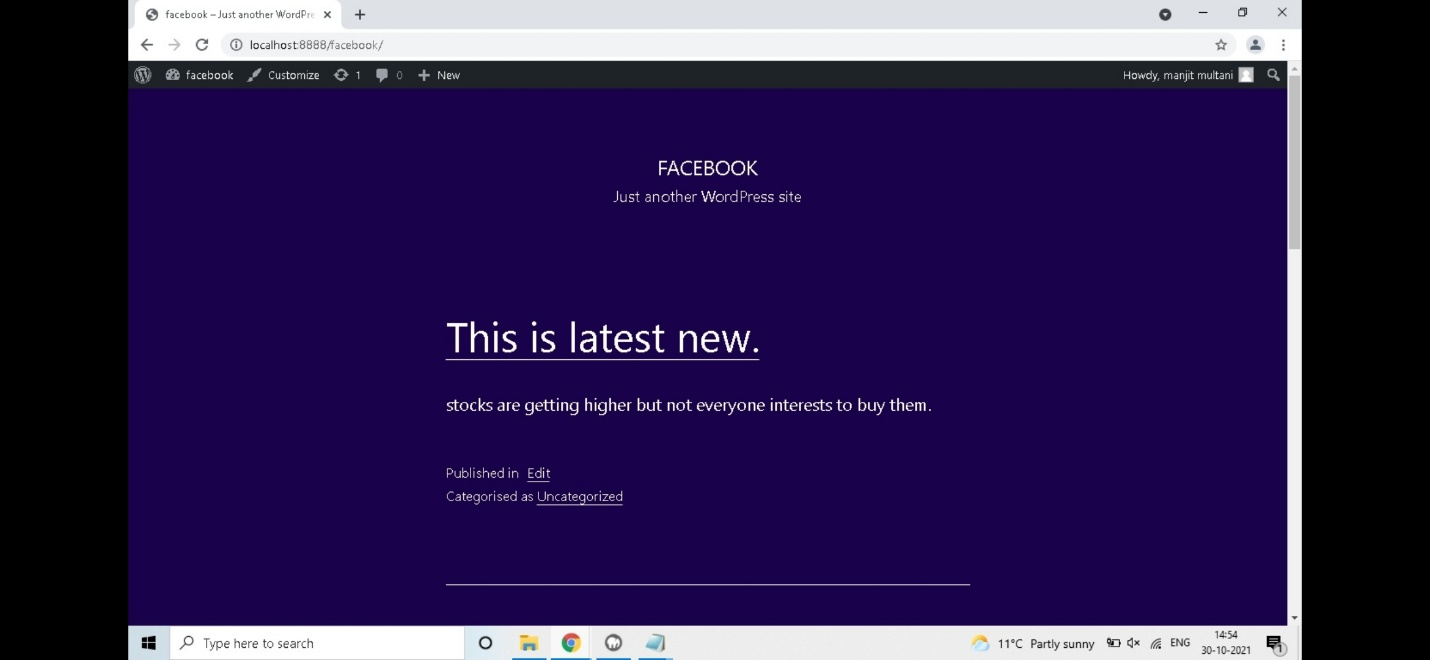 facebook – Just another WordPre
localhost:8888/facebook/
facebook Customize 1 0 New Howdy, manjit multani
FACEBOOK
Just another WordPress site
This is latest new.
stocks are getting higher but not everyone interests to buy them.
Published in Edit
Categorised as Uncategorized
Type here to search
11°C Partly sunny ENG
14:54
30-10-2021
1